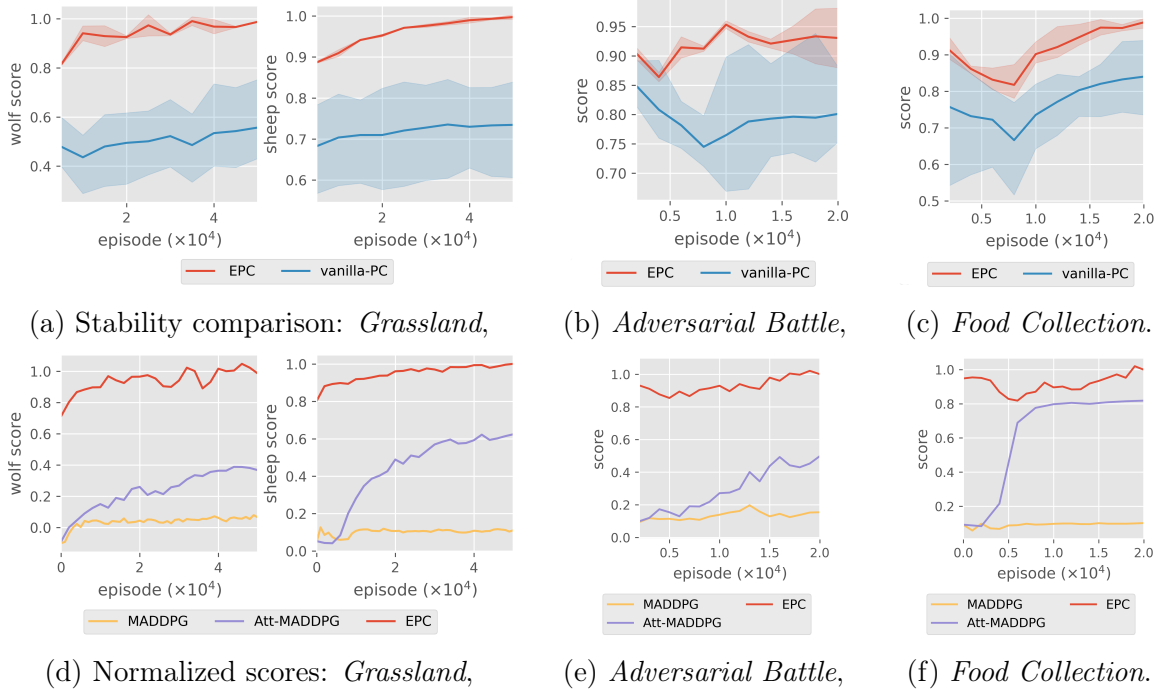 wolf score
1.0
0.8
0.6
0.4
2
4
episode (×10⁴)
sheep score
1.0
0.9
0.8
0.7
0.6
2
4
episode (×10⁴)
EPC
vanilla-PC
score
0.95
0.90
0.85
0.80
0.75
0.70
0.5
1.0
1.5
2.0
episode (×10⁴)
EPC
vanilla-PC
score
1.0
0.9
0.8
0.7
0.6
0.5
0.5
1.0
1.5
2.0
episode (×10⁴)
EPC
vanilla-PC
(a) Stability comparison: Grassland,
(b) Adversarial Battle,
(c) Food Collection.
wolf score
1.0
0.8
0.6
0.4
0.2
0.0
0
2
4
episode (×10⁴)
sheep score
1.0
0.8
0.6
0.4
0.2
0.0
0
2
4
episode (×10⁴)
MADDPG
Att-MADDPG
EPC
score
1.0
0.8
0.6
0.4
0.2
0.0
0.5
1.0
1.5
2.0
episode (×10⁴)
MADDPG
EPC
Att-MADDPG
score
1.0
0.8
0.6
0.4
0.2
0.0
0.5
1.0
1.5
2.0
episode (×10⁴)
MADDPG
EPC
Att-MADDPG
(d) Normalized scores: Grassland,
(e) Adversarial Battle,
(f) Food Collection.